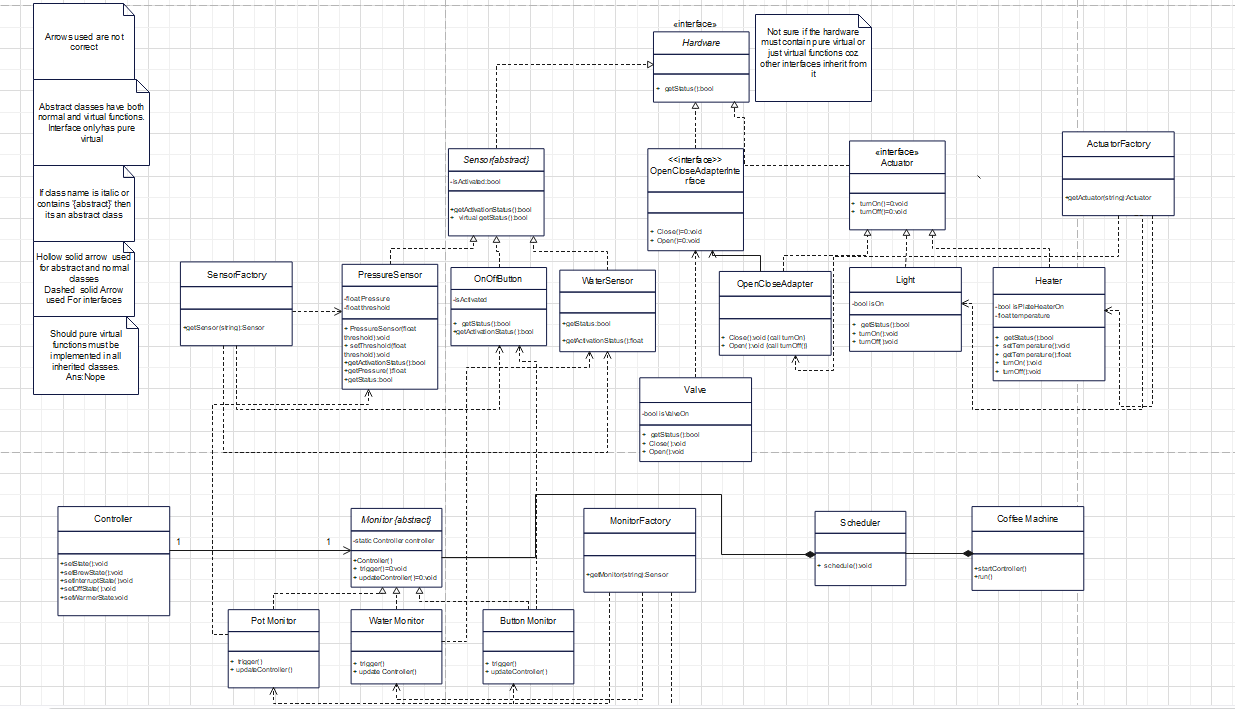 Arrows used are not
correct
Abstract classes have both
normal and virtual functions.
Interface only has pure
virtual
If class name is italic or
contains '{abstract}' then
its an abstract class
Hollow solid arrow used
for abstract and normal
classes
Dashed solid Arrow
used For interfaces
Should pure virtual
functions must be
implemented in all
inherited classes.
Ans:Nope
«interface»
Hardware
+ getStatus():bool
Not sure if the hardware
must contain pure virtual or
just virtual functions coz
other interfaces inherit from
it
Sensor{abstract}
-isActivated:bool
+getActivationStatus():bool
+ virtual getStatus():bool
<<interface>>
OpenCloseAdapterInte
rface
+ Close()=0:void
+ Open()=0:void
«interface»
Actuator
+ turnOn()=0:void
+ turnOff()=0:void
ActuatorFactory
+getActuator(string):Actuator
SensorFactory
+getSensor(string):Sensor
PressureSensor
-float Pressure
-float threshold
+ PressureSensor(float
threshold):void
+ setThreshold(float
threshold):void
+getActivationStatus():bool
+getPressure():float
+getStatus:bool
OnOffButton
-isActivated
+ getStatus():bool
+getActivationStatus():bool
WaterSensor
+getStatus:bool
+getActivationStatus():float
OpenCloseAdapter
+ Close():void {call turnOn}
+ Open():void {call turnOff()}
Light
-bool isOn
+ getStatus():bool
+ turnOn():void
+ turnOff():void
Heater
-bool isPlateHeaterOn
-float temperature
+ getStatus():bool
+ setTemperature():void
+ getTemperature():float
+ turnOn():void
+ turnOff():void
Valve
-bool isValveOn
+ getStatus():bool
+ Close():void
+ Open():void
Controller
+setState():void
+setBrewState():void
+setInterruptState():void
+setOffState():void
+setWarmerState:void
1
1
Monitor {abstract}
-static Controller controller
+Controller()
+ trigger()=0:void
+ updateController()=0:void
MonitorFactory
+getMonitor(string):Sensor
Scheduler
+ schedule():void
Coffee Machine
+startController()
+run()
Pot Monitor
+ trigger()
+ updateController()
Water Monitor
+ trigger()
+ update Controller()
Button Monitor
+ trigger()
+ updateController()